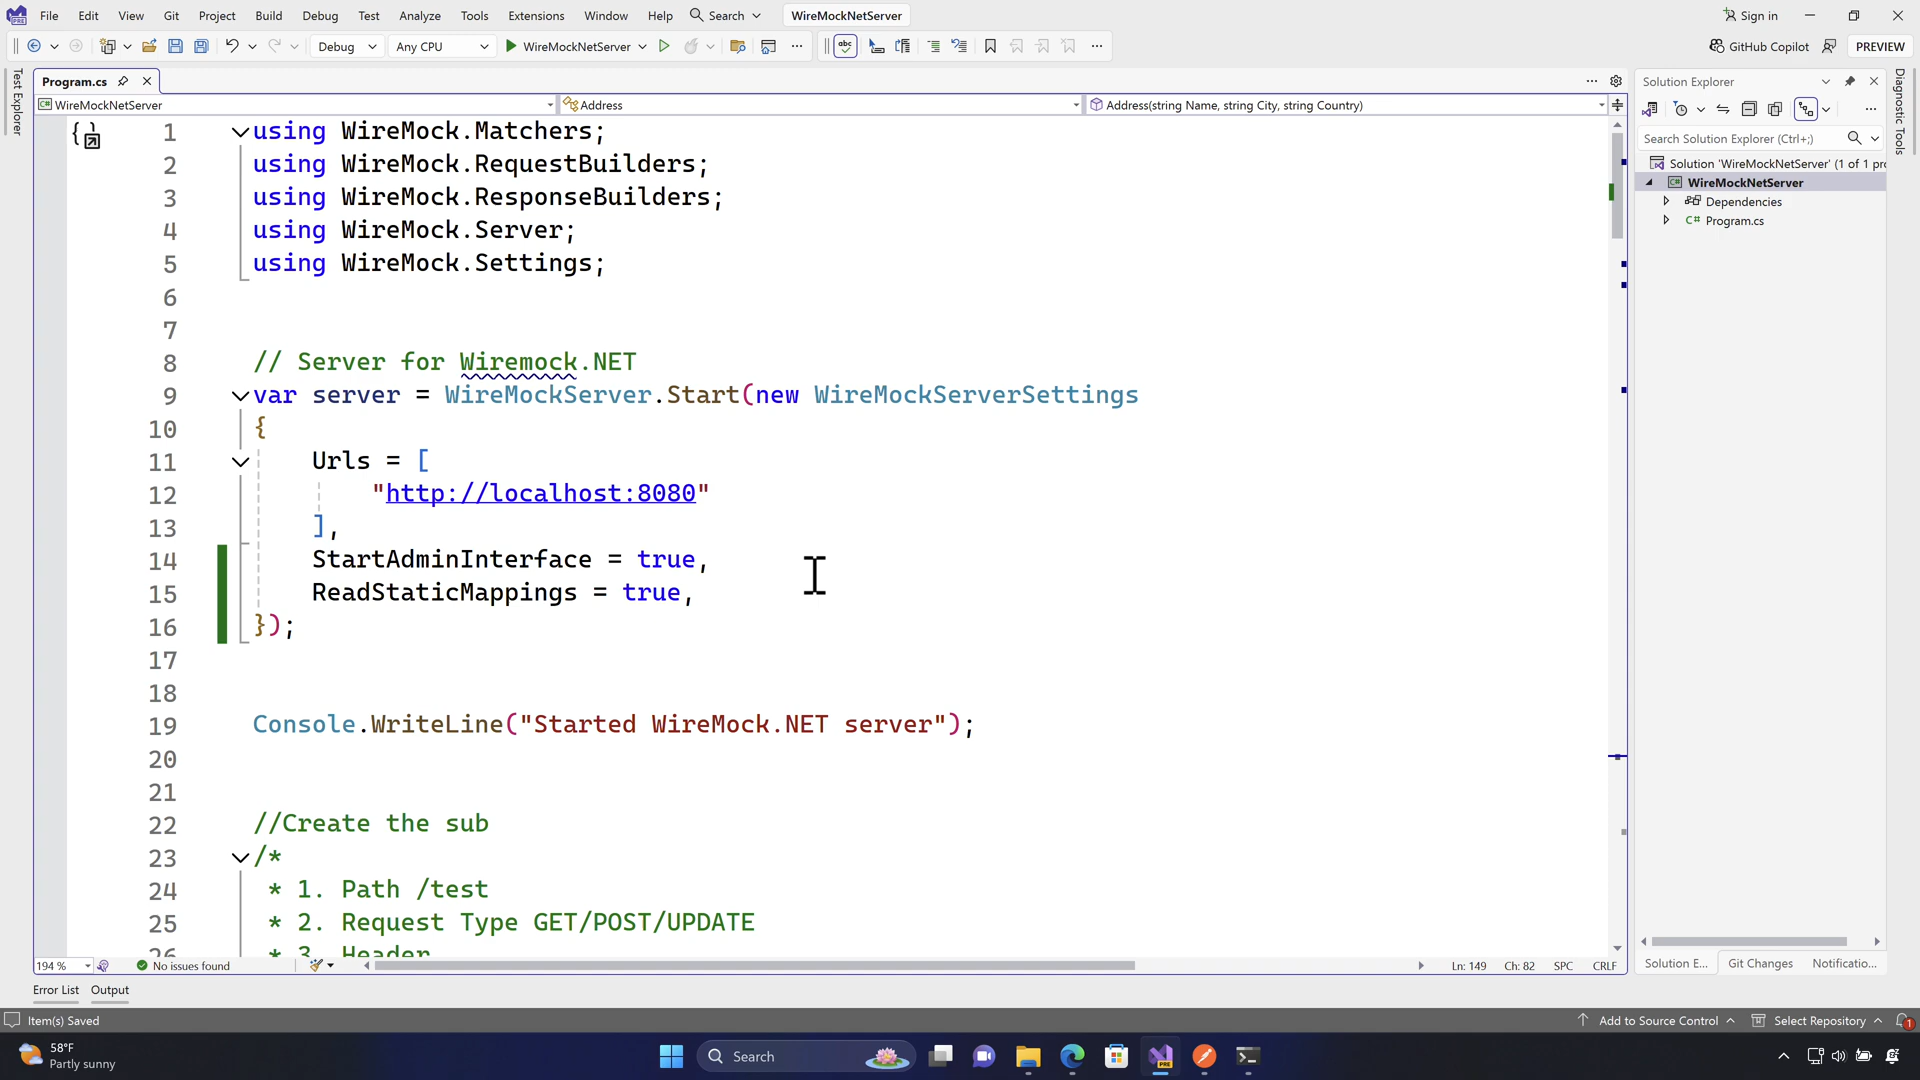 File Edit View Git Project Build Debug Test Analyze Tools Extensions Window Help Search WireMockNetServer Sign in
Debug Any CPU WireMockNetServer abc GitHub Copilot PREVIEW
Test Explorer
Program.cs
WireMockNetServer Address Address(string Name, string City, string Country)
1 using WireMock.Matchers;
2 using WireMock.RequestBuilders;
3 using WireMock.ResponseBuilders;
4 using WireMock.Server;
5 using WireMock.Settings;
6
7
8 // Server for Wiremock.NET
9 var server = WireMockServer.Start(new WireMockServerSettings
10 {
11 Urls = [
12 "http://localhost:8080"
13 ],
14 StartAdminInterface = true,
15 ReadStaticMappings = true,
16 });
17
18
19 Console.WriteLine("Started WireMock.NET server");
20
21
22 //Create the sub
23 /*
24 * 1. Path /test
25 * 2. Request Type GET/POST/UPDATE
26 * 3. Header
194 % No issues found Ln: 149 Ch: 82 SPC CRLF
Solution Explorer
Search Solution Explorer (Ctrl+;)
Solution 'WireMockNetServer' (1 of 1 pr
WireMockNetServer
Dependencies
C# Program.cs
Solution E... Git Changes Notificatio...
Diagnostic Tools
Error List Output
Item(s) Saved Add to Source Control Select Repository 1
58°F
Partly sunny
Search